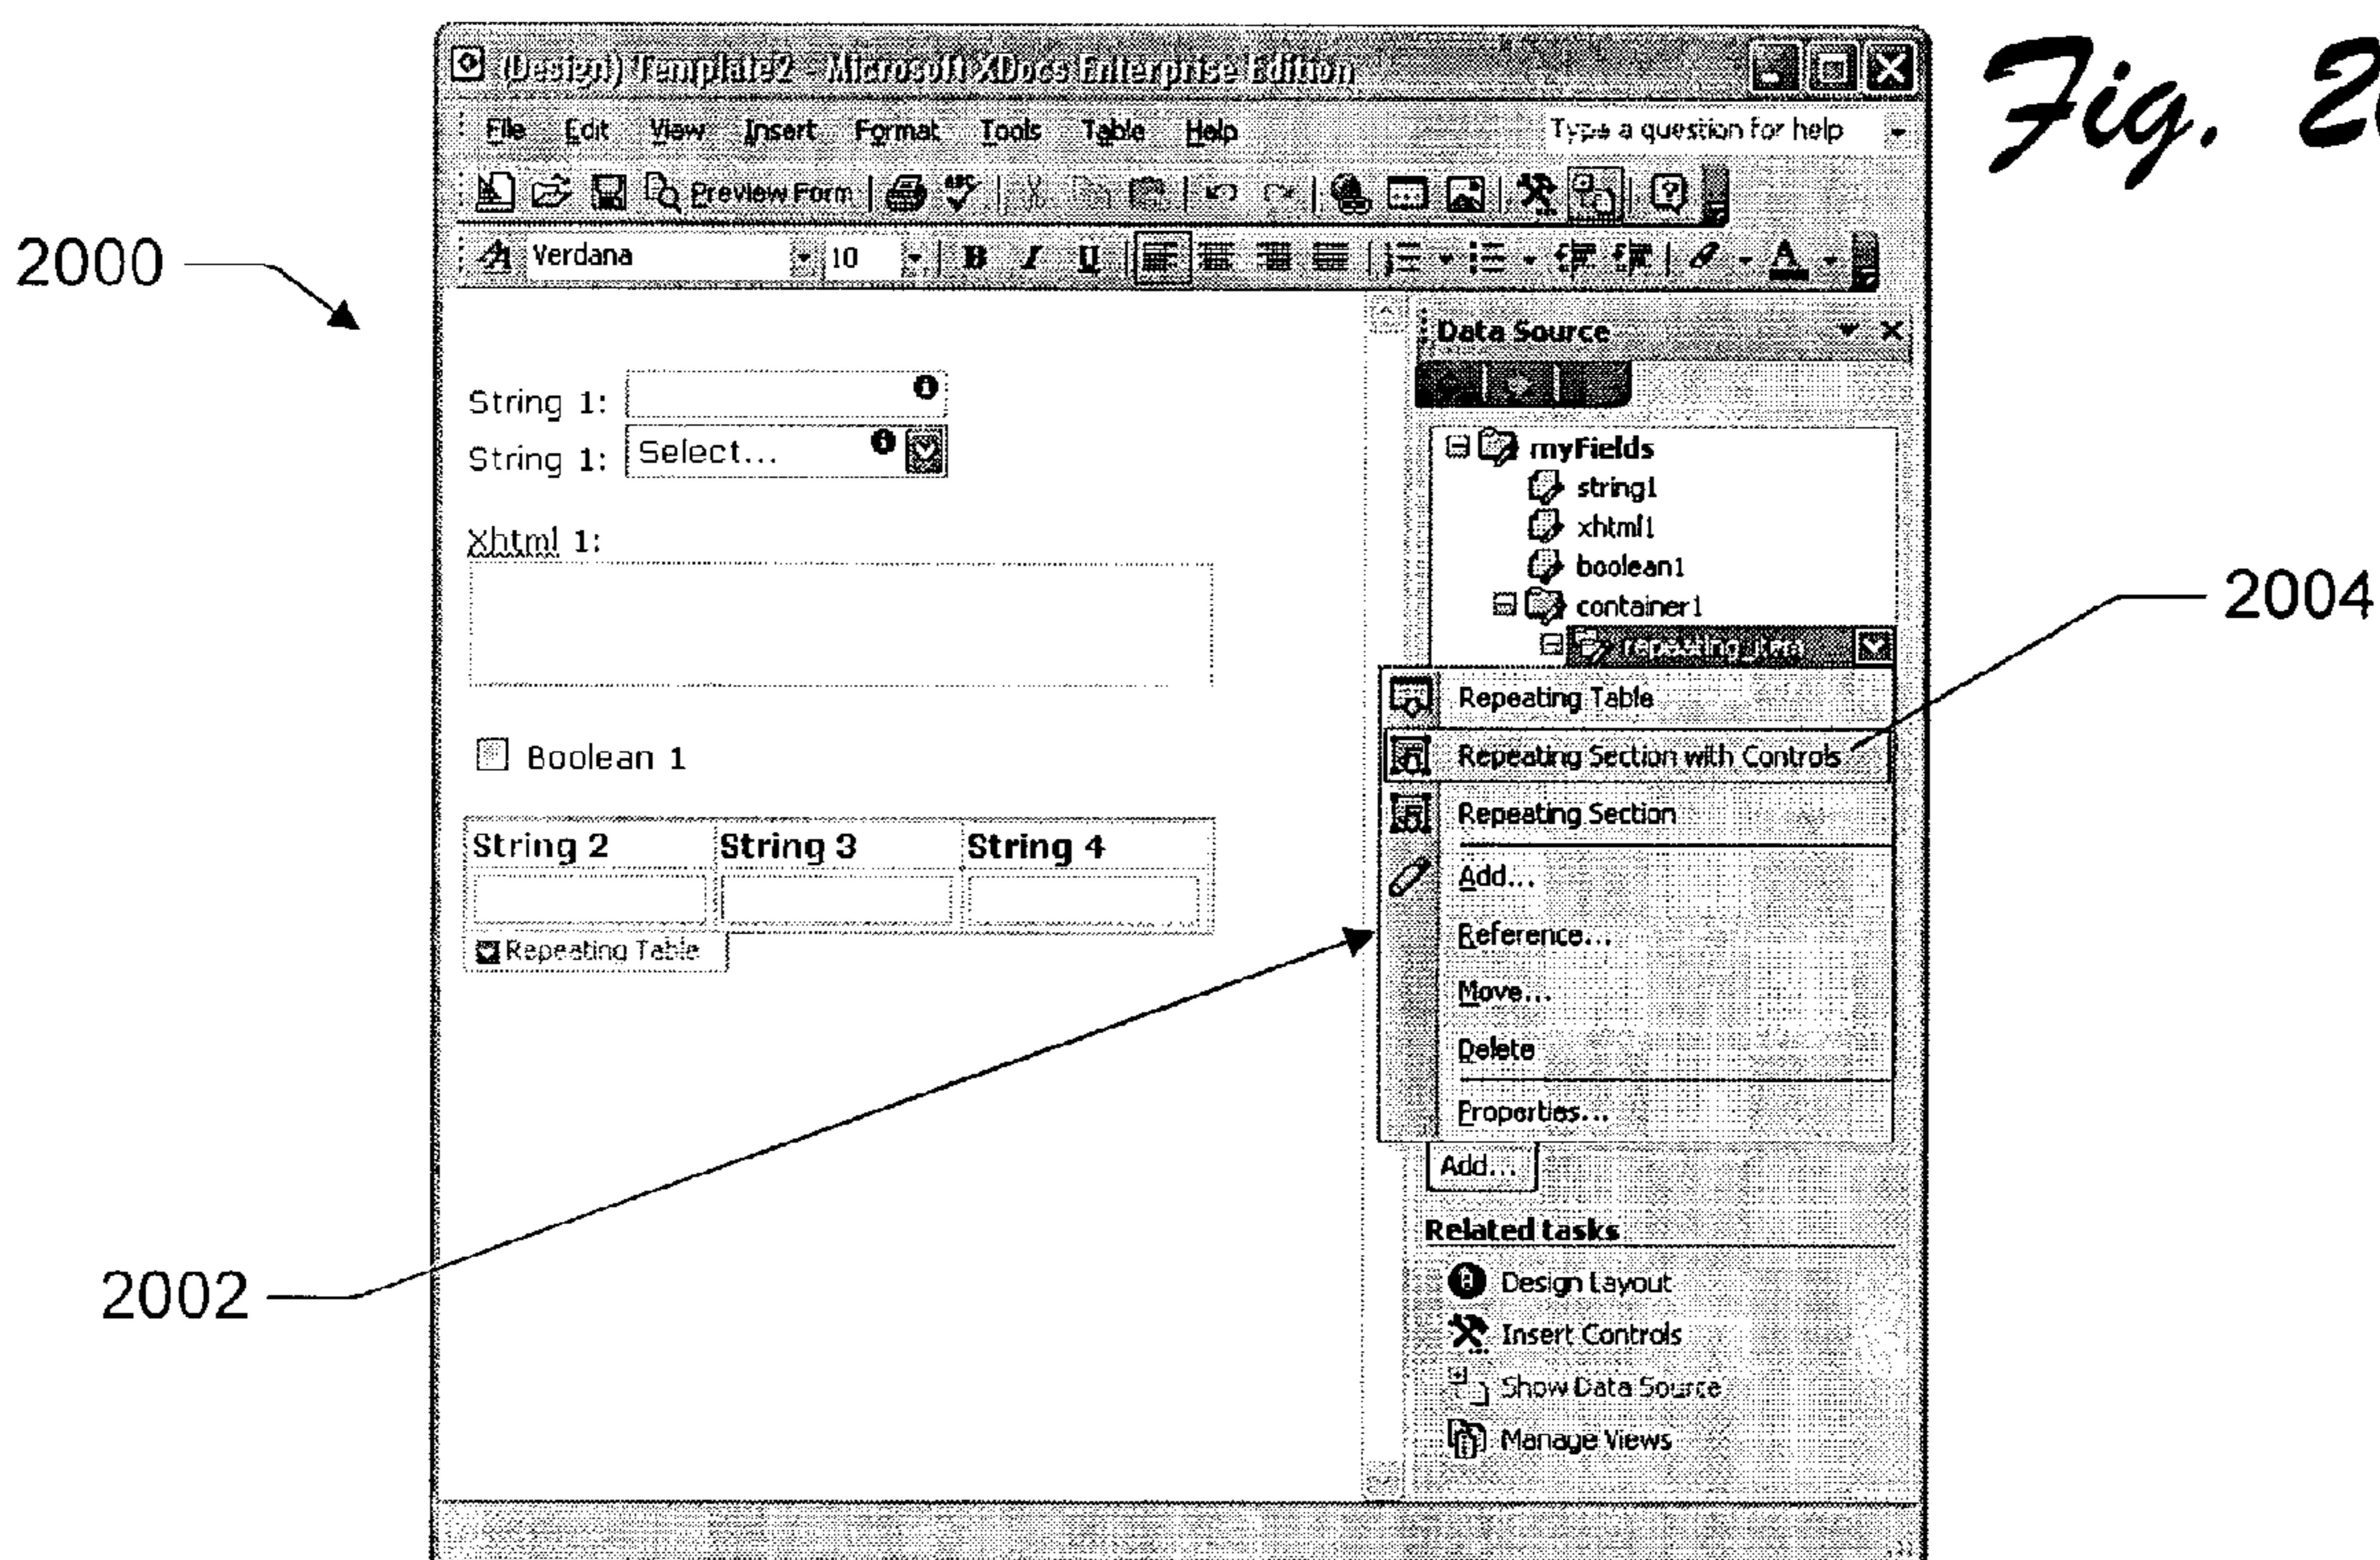 (Design) Template2 - Microsoft XDocs Enterprise Edition
Fig. 2
File Edit View Insert Format Tools Table Help
Type a question for help
Preview Form
ABC
Verdana
10
B I U
A
2000
Data Source
String 1:
String 1: Select...
Xhtml 1:
Boolean 1
String 2 String 3 String 4
Repeating Table
myFields
string1
xhtml1
boolean1
container1
2004
Repeating Table
Repeating Section with Controls
Repeating Section
Add...
Reference...
Move...
Delete
Properties...
Add...
Related tasks
Design Layout
Insert Controls
Show Data Source
Manage Views
2002